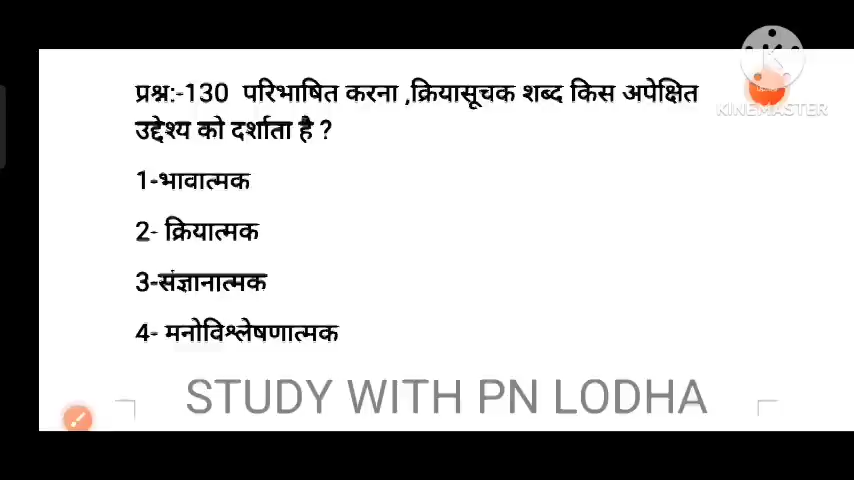 प्रश्न:-130 परिभाषित करना ,क्रियासूचक शब्द किस अपेक्षित
उद्देश्य को दर्शाता है ?
1-भावात्मक
2- क्रियात्मक
3-संज्ञानात्मक
4- मनोविश्लेषणात्मक
STUDY WITH PN LODHA
KINEMASTER